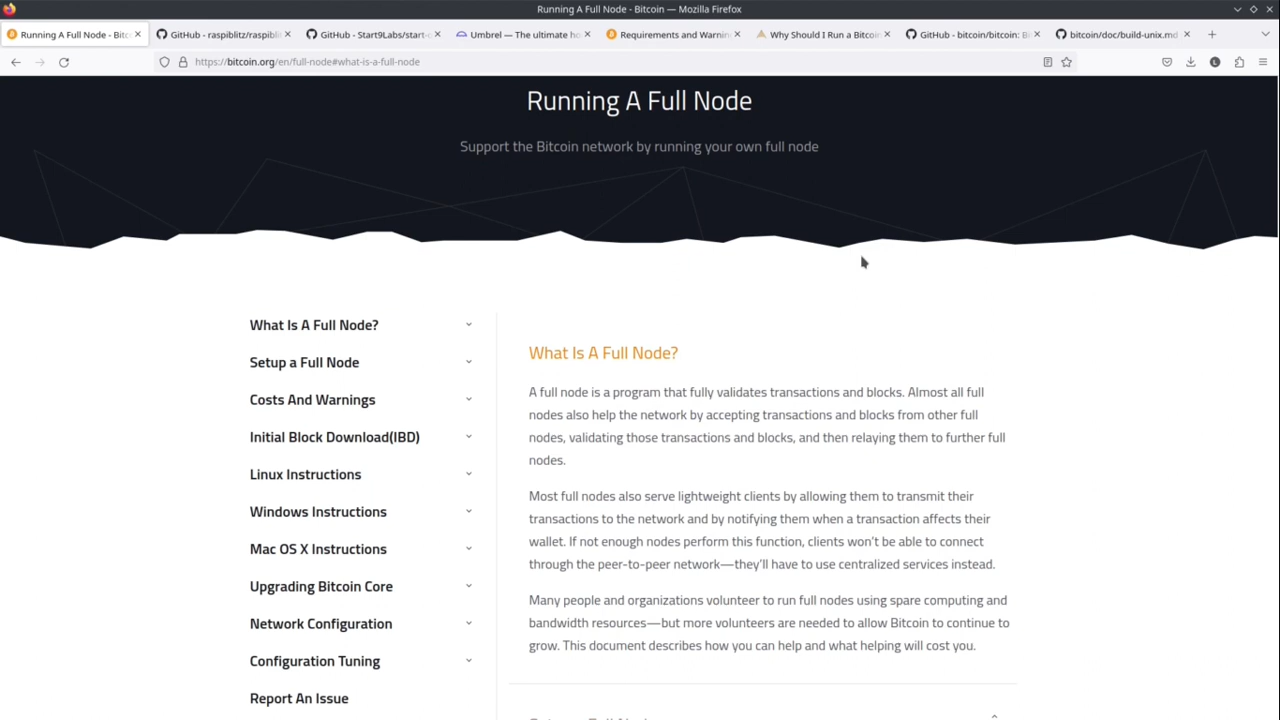 Running A Full Node - Bitcoin — Mozilla Firefox
Running A Full Node - Bitc
GitHub - raspiblitz/raspibli
GitHub - Start9Labs/start-
Umbrel — The ultimate ho
Requirements and Warnin
Why Should I Run a Bitcoin
GitHub - bitcoin/bitcoin: Bi
bitcoin/doc/build-unix.md
https://bitcoin.org/en/full-node#what-is-a-full-node
Running A Full Node
Support the Bitcoin network by running your own full node
What Is A Full Node?
Setup a Full Node
Costs And Warnings
Initial Block Download(IBD)
Linux Instructions
Windows Instructions
Mac OS X Instructions
Upgrading Bitcoin Core
Network Configuration
Configuration Tuning
Report An Issue
What Is A Full Node?
A full node is a program that fully validates transactions and blocks. Almost all full
nodes also help the network by accepting transactions and blocks from other full
nodes, validating those transactions and blocks, and then relaying them to further full
nodes.
Most full nodes also serve lightweight clients by allowing them to transmit their
transactions to the network and by notifying them when a transaction affects their
wallet. If not enough nodes perform this function, clients won't be able to connect
through the peer-to-peer network—they'll have to use centralized services instead.
Many people and organizations volunteer to run full nodes using spare computing and
bandwidth resources—but more volunteers are needed to allow Bitcoin to continue to
grow. This document describes how you can help and what helping will cost you.